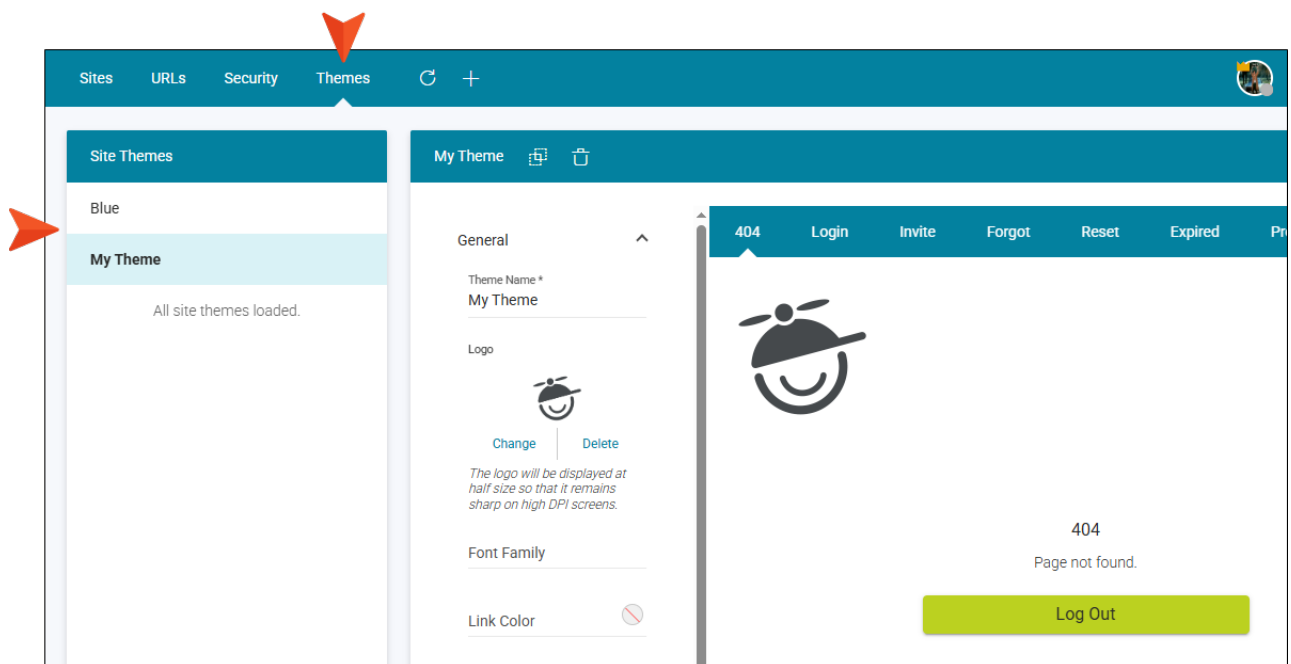 Sites URLs Security Themes
Site Themes
Blue
My Theme
All site themes loaded.
My Theme
General
Theme Name *
My Theme
Logo
Change Delete
The logo will be displayed at
half size so that it remains
sharp on high DPI screens.
Font Family
Link Color
404 Login Invite Forgot Reset Expired Pr
404
Page not found.
Log Out